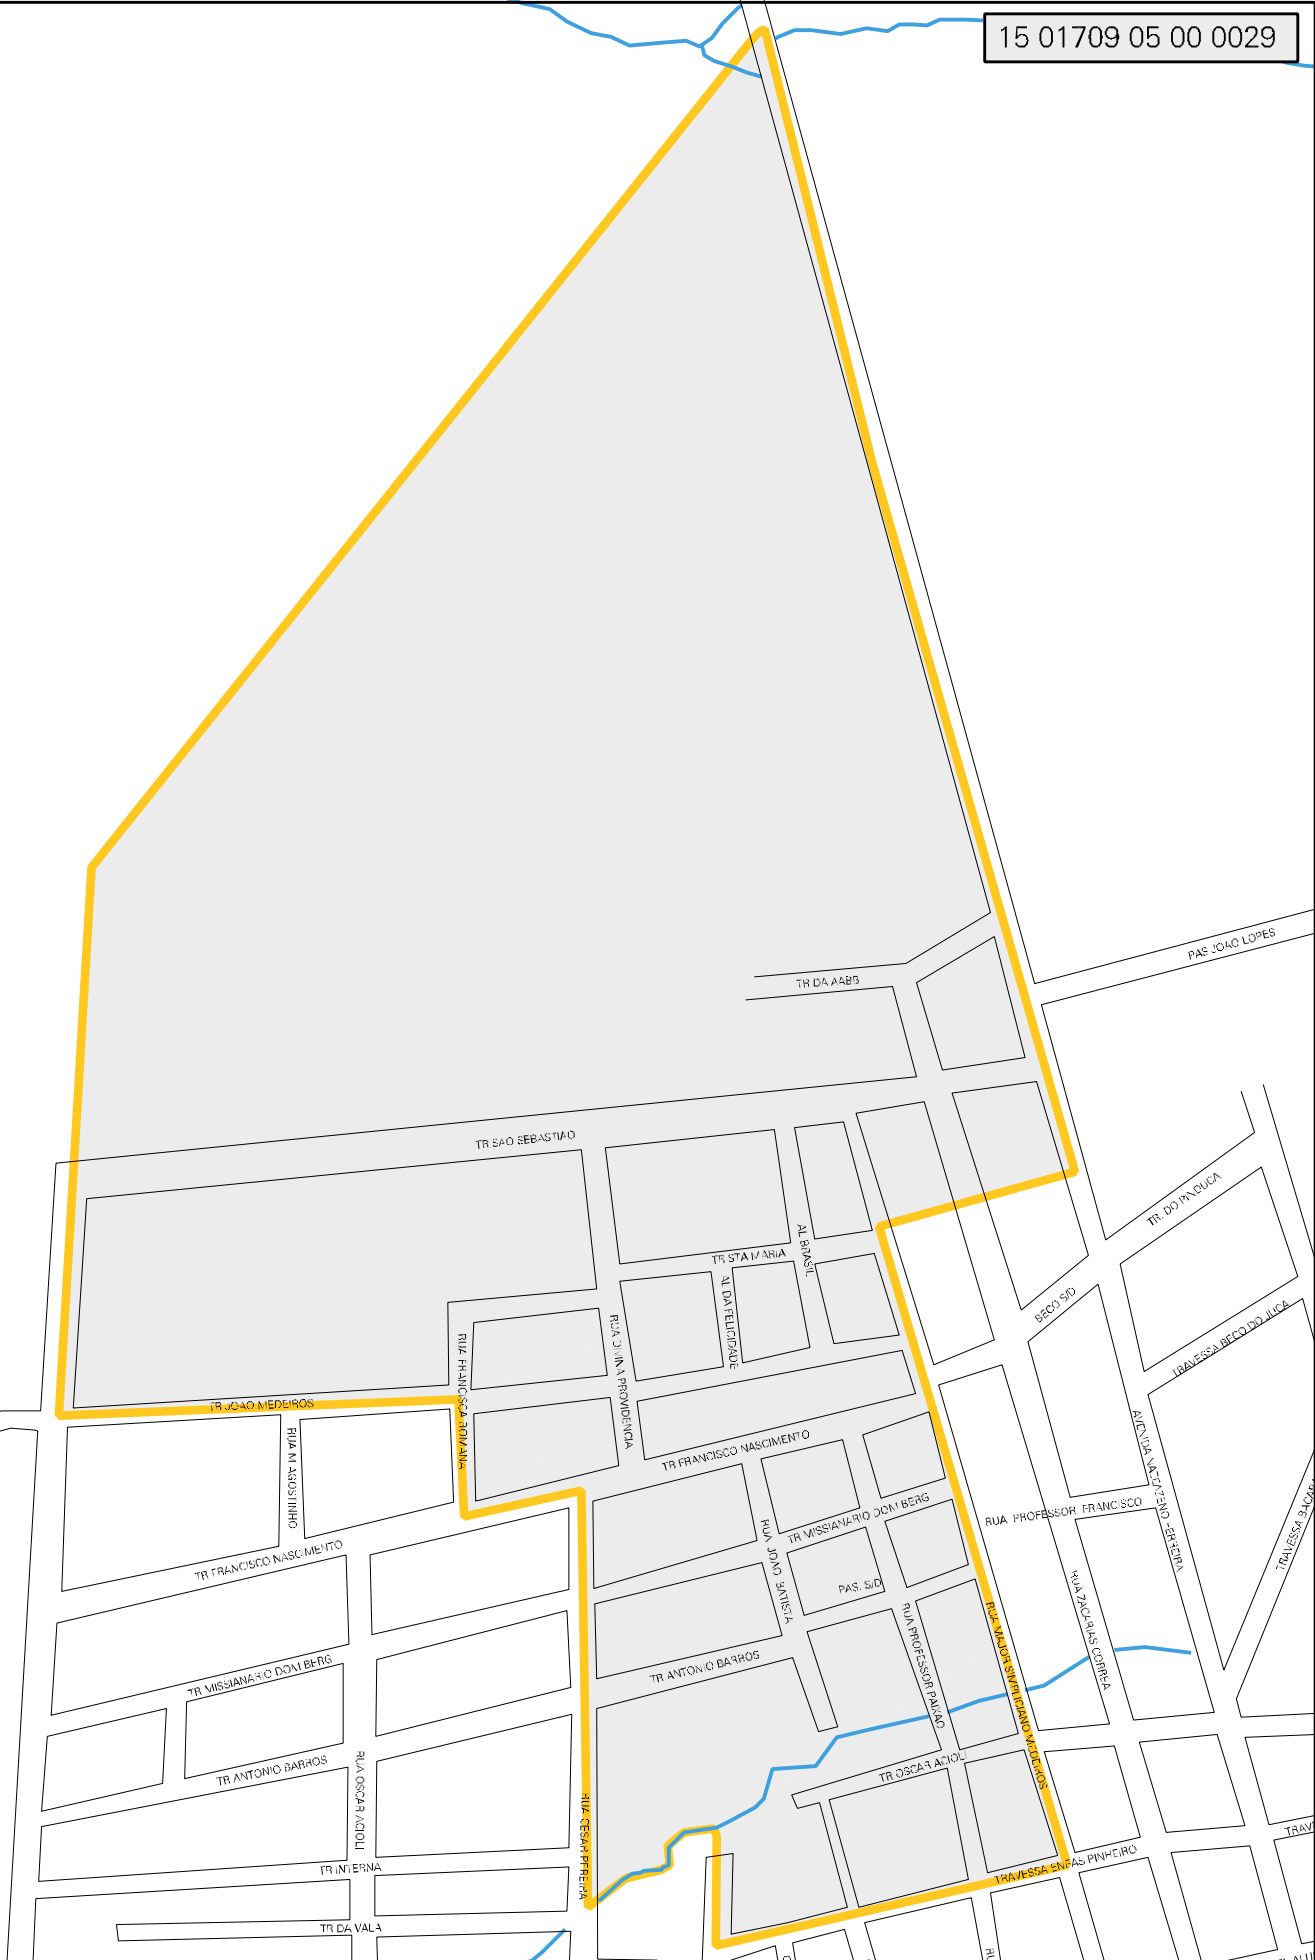 15 01709 05 00 0029
PAS JOAO LOPES
TR DA AABB
TR SAO SEBASTIAO
TR. DO PINDUCA
AL BRASIL
TR STA MARIA
AL DA FELICIDADE
BECO S/D
TRAVESSA BECO DO JUCA
RUA DIVINA PROVIDENCIA
RUA FRANCISCA ROMANA
TR JOAO MEDEIROS
RUA M AGOSTINHO
TR FRANCISCO NASCIMENTO
AVENIDA NAZEAZENO FERREIRA
TR MISSIANARIO DOM BERG
RUA PROFESSOR FRANCISCO
RUA JOAO BATISTA
TR FRANCISCO NASCIMENTO
PAS. S/D
RUA ZACARIAS CORREA
RUA PROFESSOR PAIXAO
RUA MAJOR SIMPLICIANO MEDEIROS
TR ANTONIO BARROS
TR MISSIANARIO DOM BERG
TR OSCAR ACIOLI
TR ANTONIO BARROS
RUA OSCAR ACIOLI
RUA CESAR PEREIRA
TRAVESSA ENEAS PINHEIRO
TR INTERNA
TR DA VALA